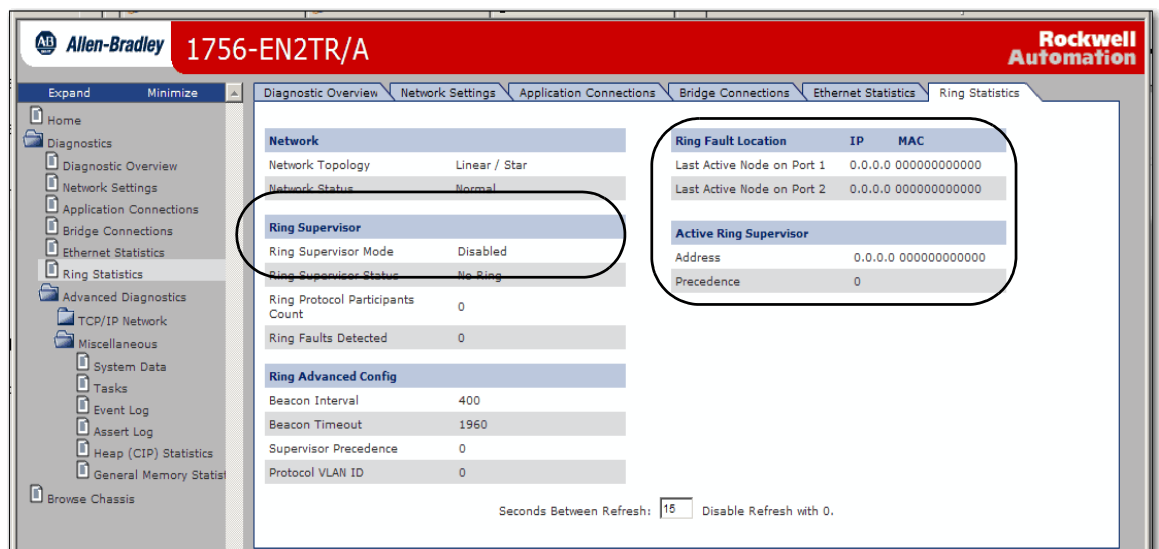 AB Allen-Bradley
1756-EN2TR/A
Rockwell
Automation
Expand Minimize
Home
Diagnostics
Diagnostic Overview
Network Settings
Application Connections
Bridge Connections
Ethernet Statistics
Ring Statistics
Advanced Diagnostics
TCP/IP Network
Miscellaneous
System Data
Tasks
Event Log
Assert Log
Heap (CIP) Statistics
General Memory Statist
Browse Chassis
Diagnostic Overview Network Settings Application Connections Bridge Connections Ethernet Statistics Ring Statistics
Network
Network Topology Linear / Star
Network Status Normal
Ring Supervisor
Ring Supervisor Mode Disabled
Ring Supervisor Status No Ring
Ring Protocol Participants
Count 0
Ring Faults Detected 0
Ring Advanced Config
Beacon Interval 400
Beacon Timeout 1960
Supervisor Precedence 0
Protocol VLAN ID 0
Ring Fault Location IP MAC
Last Active Node on Port 1 0.0.0.0 000000000000
Last Active Node on Port 2 0.0.0.0 000000000000
Active Ring Supervisor
Address 0.0.0.0 000000000000
Precedence 0
Seconds Between Refresh: 15 Disable Refresh with 0.